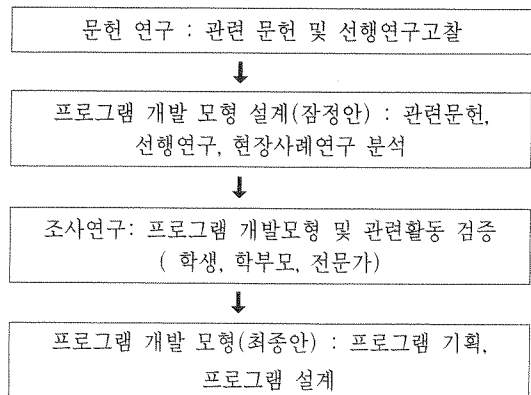 문헌 연구 : 관련 문헌 및 선행연구고찰
프로그램 개발 모형 설계(잠정안) : 관련문헌,
선행연구, 현장사례연구 분석
조사연구: 프로그램 개발모형 및 관련활동 검증
( 학생, 학부모, 전문가)
프로그램 개발 모형(최종안) : 프로그램 기획,
프로그램 설계